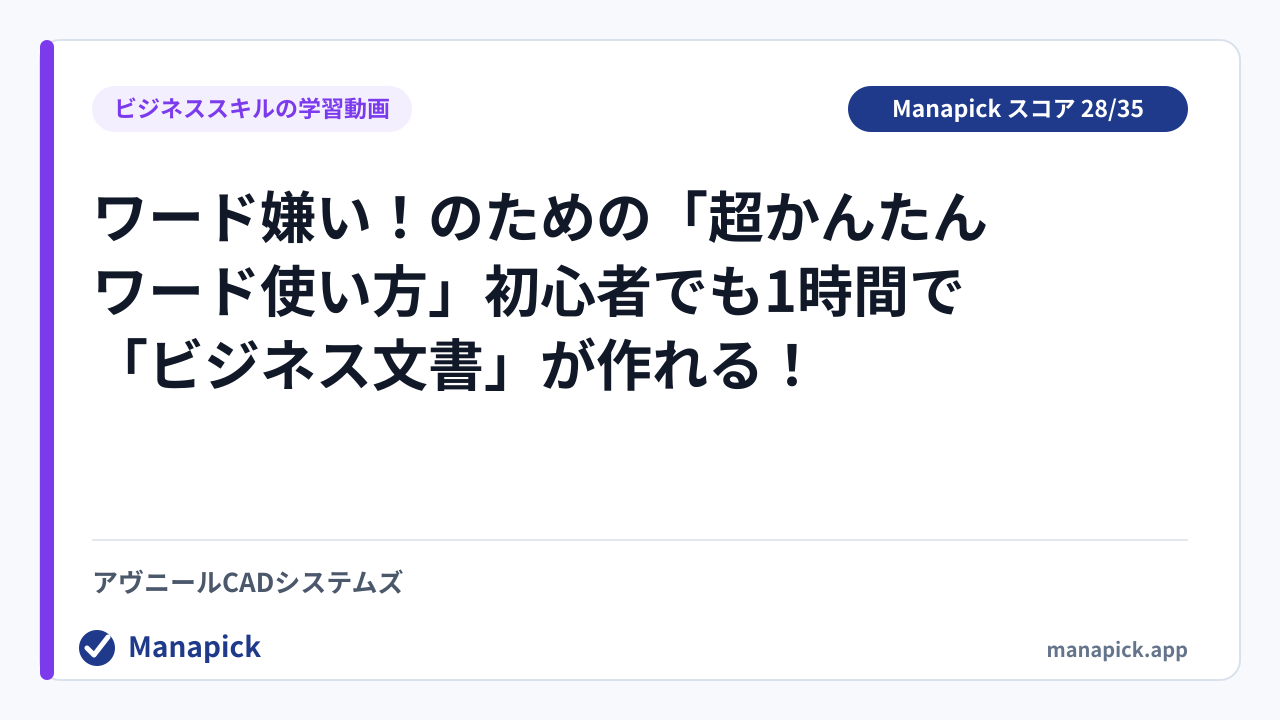 ビジネススキルの学習動画
Manapick スコア 28/35
ワード嫌い！のための「超かんたん
ワード使い方」初心者でも1時間で
「ビジネス文書」が作れる！
アヴニールCADシステムズ
Manapick
manapick.app